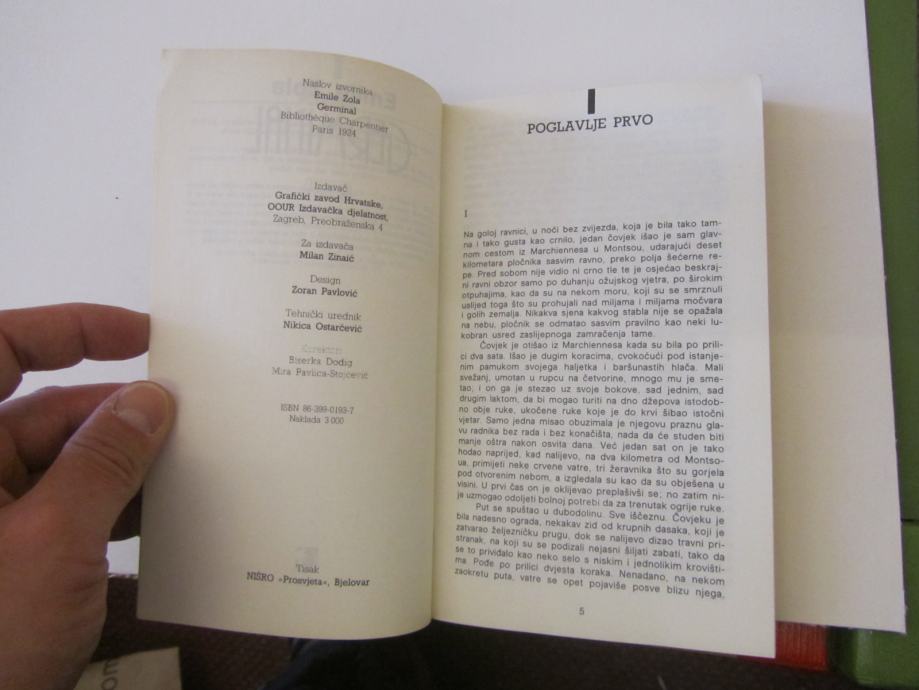 Naslov izvornika
Emile Zola
Germinal
Bibliothèque Charpentier
Paris 1924
Izdavač
Grafički zavod Hrvatske,
OOUR Izdavačka djelatnost,
Zagreb, Preobraženska 4
Za izdavača
Milan Zinaić
Design
Zoran Pavlović
Tehnički urednik
Nikica Ostarčević
Korektori
Biserka Dodig
Mira Pavlica-Stojčević
ISBN 86-399-0193-7
Naklada 3 000
Tisak
NIŠRO »Prosvjeta«, Bjelovar
POGLAVLJE PRVO
I
Na goloj ravnici, u noći bez zvijezda, koja je bila tako tam-
na i tako gusta kao crnilo, jedan čovjek išao je sam glav-
nom cestom iz Marchiennesa u Montsou, udarajući deset
kilometara pločnika sasvim ravno, preko polja šećerne re-
pe. Pred sobom nije vidio ni crno tle te je osjećao beskraj-
ni ravni obzor samo po duhanju ožujskog vjetra, po širokim
otpuhajima, kao da su na nekom moru, koji su se smrznuli
uslijed toga što su prohujali nad miljama i miljama močvara
i golih zemalja. Nikakva sjena kakvog stabla nije se opažala
na nebu, pločnik se odmatao sasvim pravilno kao neki lu-
kobran usred zaslijepnoga zamračenja tame.
Čovjek je otišao iz Marchiennesa kada su bila po prili-
ci dva sata. Išao je dugim koracima, cvokoćući pod istanje-
nim pamukom svojega haljetka i baršunastih hlača. Mali
svežanj, umotan u rupcu na četvorine, mnogo mu je sme-
tao, i on ga je stezao uz svoje bokove. sad jednim, sad
drugim laktom, da bi mogao turiti na dno džepova istodob-
no obje ruke, ukočene ruke koje je do krvi šibao istočni
vjetar. Samo jedna misao obuzimala je njegovu praznu gla-
vu radnika bez rada i bez konačišta, nada da će studen biti
manje oštra nakon osvita dana. Već jedan sat on je tako
hodao naprijed, kad nalijevo, na dva kilometra od Montso-
ua, primijeti neke crvene vatre, tri žeravnika što su gorjela
pod otvorenim nebom, a izgledala su kao da su obješena u
visini. U prvi čas on je oklijevao preplašivši se; no zatim ni-
je uzmogao odoljeti bolnoj potrebi da za trenutak ogrije ruke.
Put se spuštao u dubodolinu. Sve iščeznu. Čovjeku je
bila nadesno ograda, nekakav zid od krupnih dasaka, koji je
zatvarao željezničku prugu, dok se nalijevo dizao travni pri-
stranak, na koji su se podizali nejasni šiljati zabati, tako da
se to prividalo kao neko selo s niskim i jednolikim krovišti-
ma. Pođe po prilici dvjesta koraka. Nenadano, na nekom
zaokretu puta, vatre se opet pojaviše posve blizu njega,
5